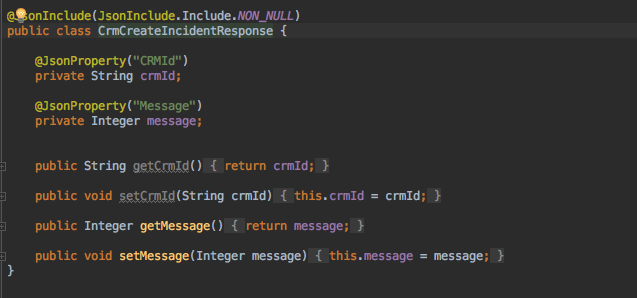 @JsonInclude(JsonInclude.Include.NON_NULL)
public class CrmCreateIncidentResponse {
@JsonProperty("CRMId")
private String crmId;
@JsonProperty("Message")
private Integer message;
public String getCrmId() { return crmId; }
public void setCrmId(String crmId) { this.crmId = crmId; }
public Integer getMessage() { return message; }
public void setMessage(Integer message) { this.message = message; }
}